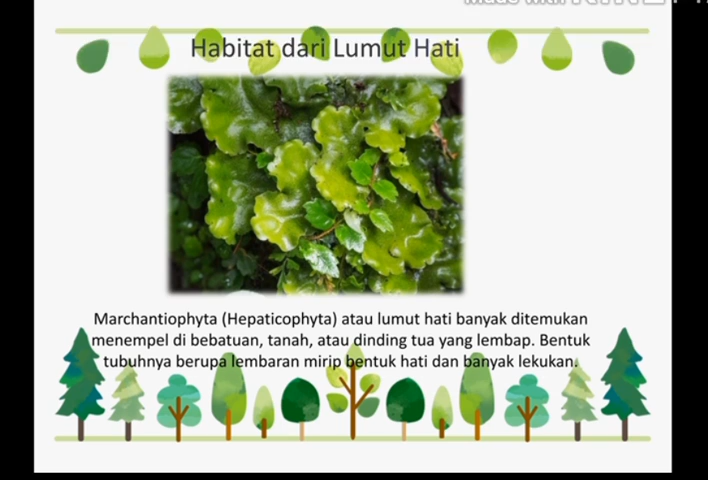 Habitat dari Lumut Hati
Marchantiophyta (Hepaticophyta) atau lumut hati banyak ditemukan
menempel di bebatuan, tanah, atau dinding tua yang lembap. Bentuk
tubuhnya berupa lembaran mirip bentuk hati dan banyak lekukan.